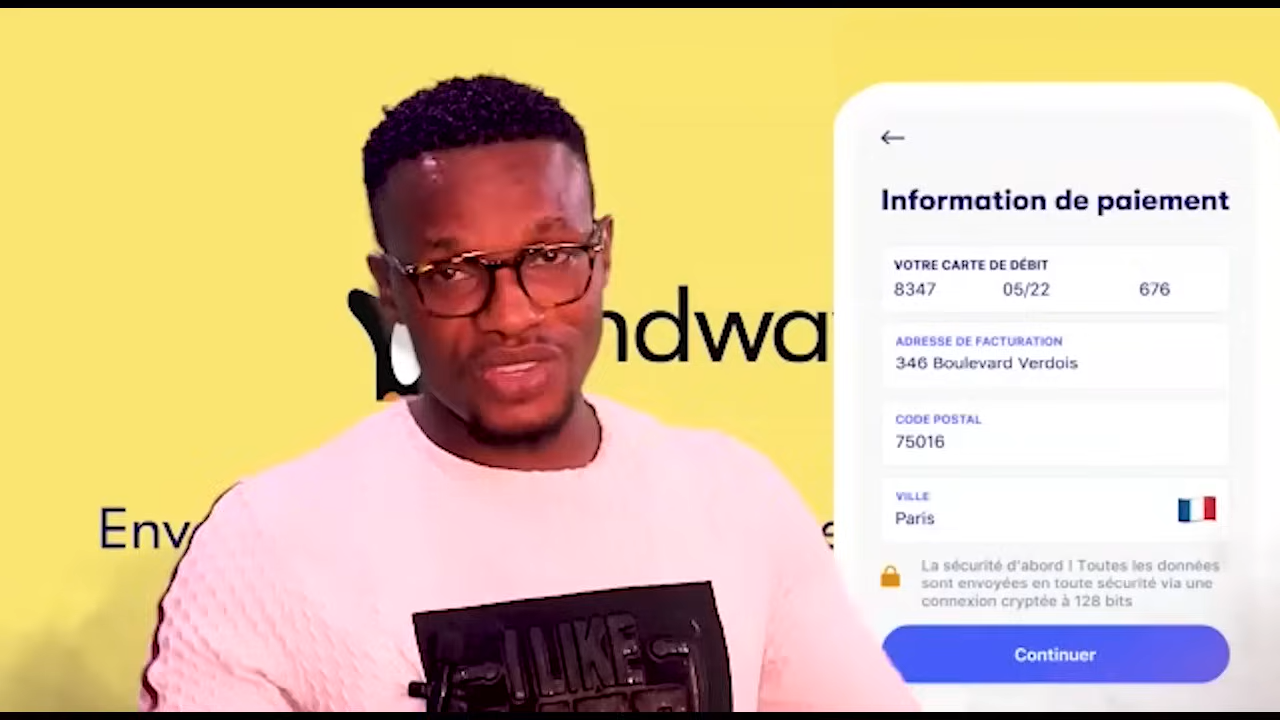 Information de paiement
VOTRE CARTE DE DÉBIT
8347 05/22 676
ADRESSE DE FACTURATION
346 Boulevard Verdois
CODE POSTAL
75016
VILLE
Paris
La sécurité d'abord ! Toutes les données
sont envoyées en toute sécurité via une
connexion cryptée à 128 bits
Continuer
I LIKE